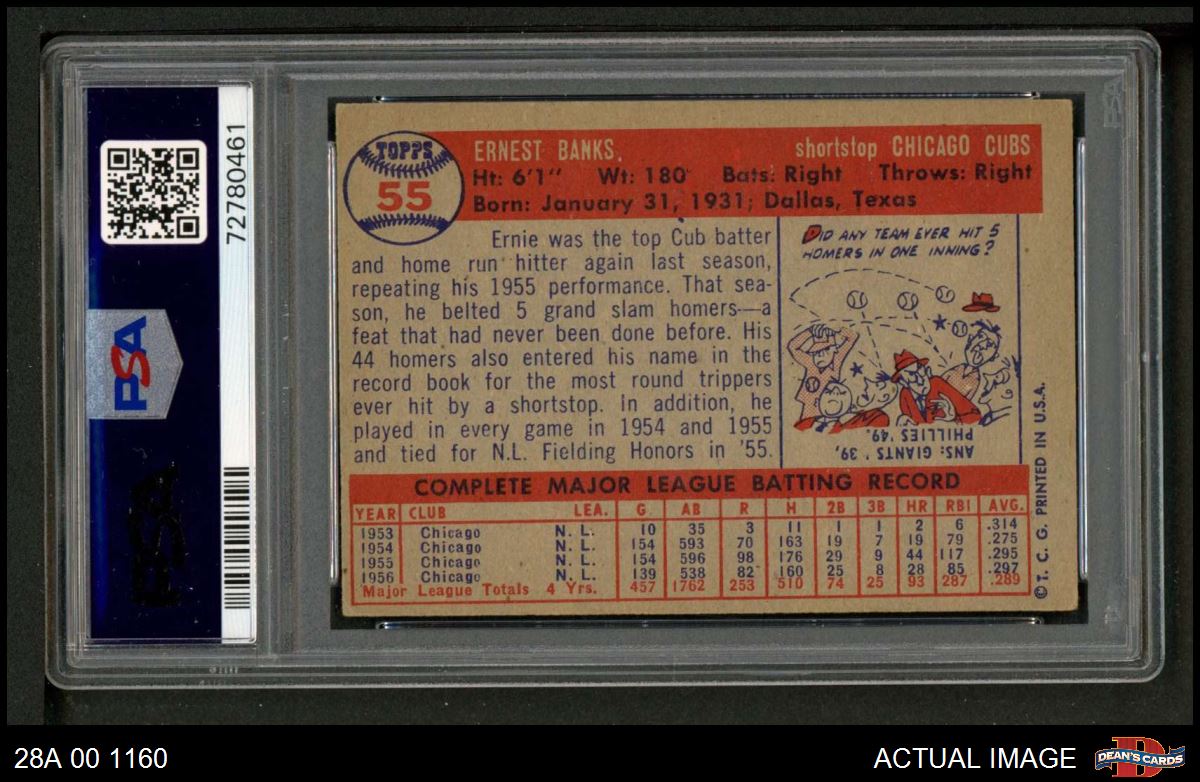 72780461
PSA
TOPPS
55
ERNEST BANKS shortstop CHICAGO CUBS
Ht: 6'1" Wt: 180 Bats: Right Throws: Right
Born: January 31, 1931; Dallas, Texas
Ernie was the top Cub batter
and home run hitter again last season,
repeating his 1955 performance. That sea-
son, he belted 5 grand slam homers—a
feat that had never been done before. His
44 homers also entered his name in the
record book for the most round trippers
ever hit by a shortstop. In addition, he
played in every game in 1954 and 1955
and tied for N.L. Fielding Honors in '55.
DID ANY TEAM EVER HIT 5
HOMERS IN ONE INNING?
ANS: GIANTS '39,
PHILLIES '49.
COMPLETE MAJOR LEAGUE BATTING RECORD
YEAR CLUB LEA. G AB R H 2B 3B HR RBI AVG.
1953 Chicago N. L. 10 35 3 11 1 1 2 6 .314
1954 Chicago N. L. 154 593 70 163 19 7 19 79 .275
1955 Chicago N. L. 154 596 98 176 29 9 44 117 .295
1956 Chicago N. L. 139 538 82 160 25 8 28 85 .297
Major League Totals 4 Yrs. 457 1762 253 510 74 25 93 287 .289
© T. C. G. PRINTED IN U.S.A.
28A 00 1160
ACTUAL IMAGE
DEAN'S CARDS